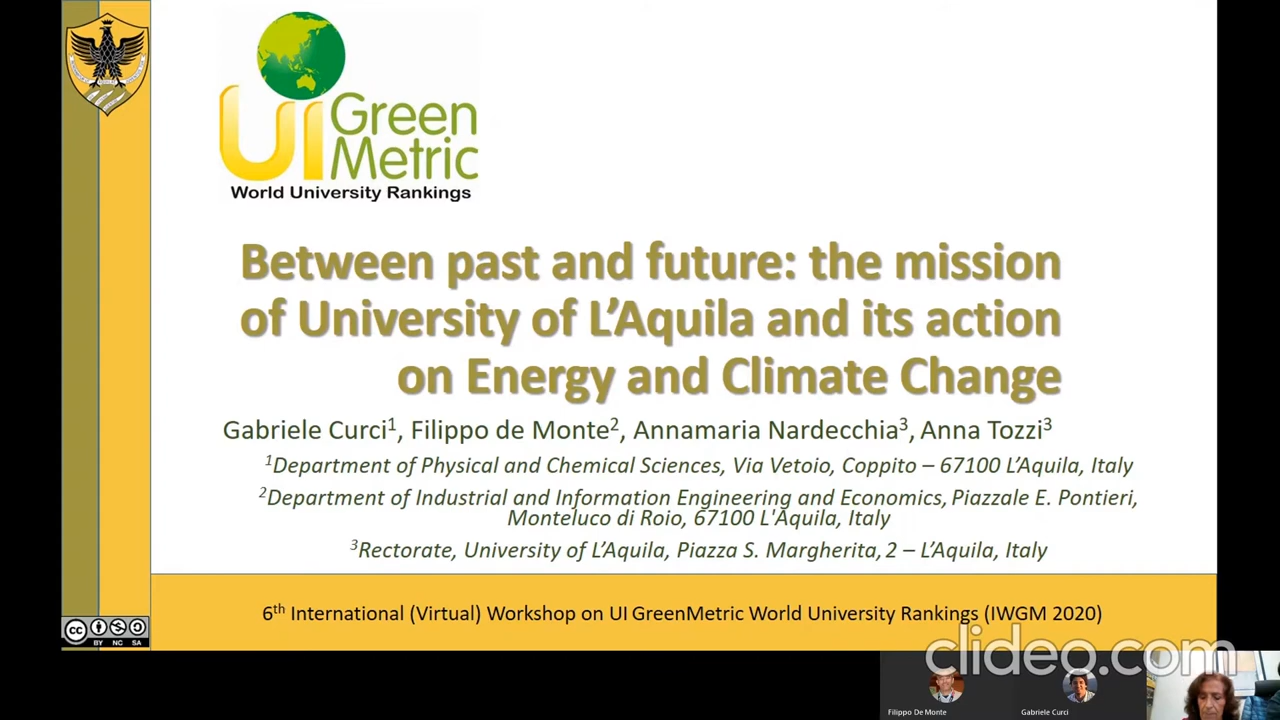 UI Green
Metric
World University Rankings
Between past and future: the mission
of University of L’Aquila and its action
on Energy and Climate Change
Gabriele Curci1, Filippo de Monte2, Annamaria Nardecchia3, Anna Tozzi3
1Department of Physical and Chemical Sciences, Via Vetoio, Coppito – 67100 L’Aquila, Italy
2Department of Industrial and Information Engineering and Economics, Piazzale E. Pontieri,
Monteluco di Roio, 67100 L'Aquila, Italy
3Rectorate, University of L’Aquila, Piazza S. Margherita, 2 – L’Aquila, Italy
6th International (Virtual) Workshop on UI GreenMetric World University Rankings (IWGM 2020)
cc BY NC SA
clideo.com
Filippo De Monte
Gabriele Curci